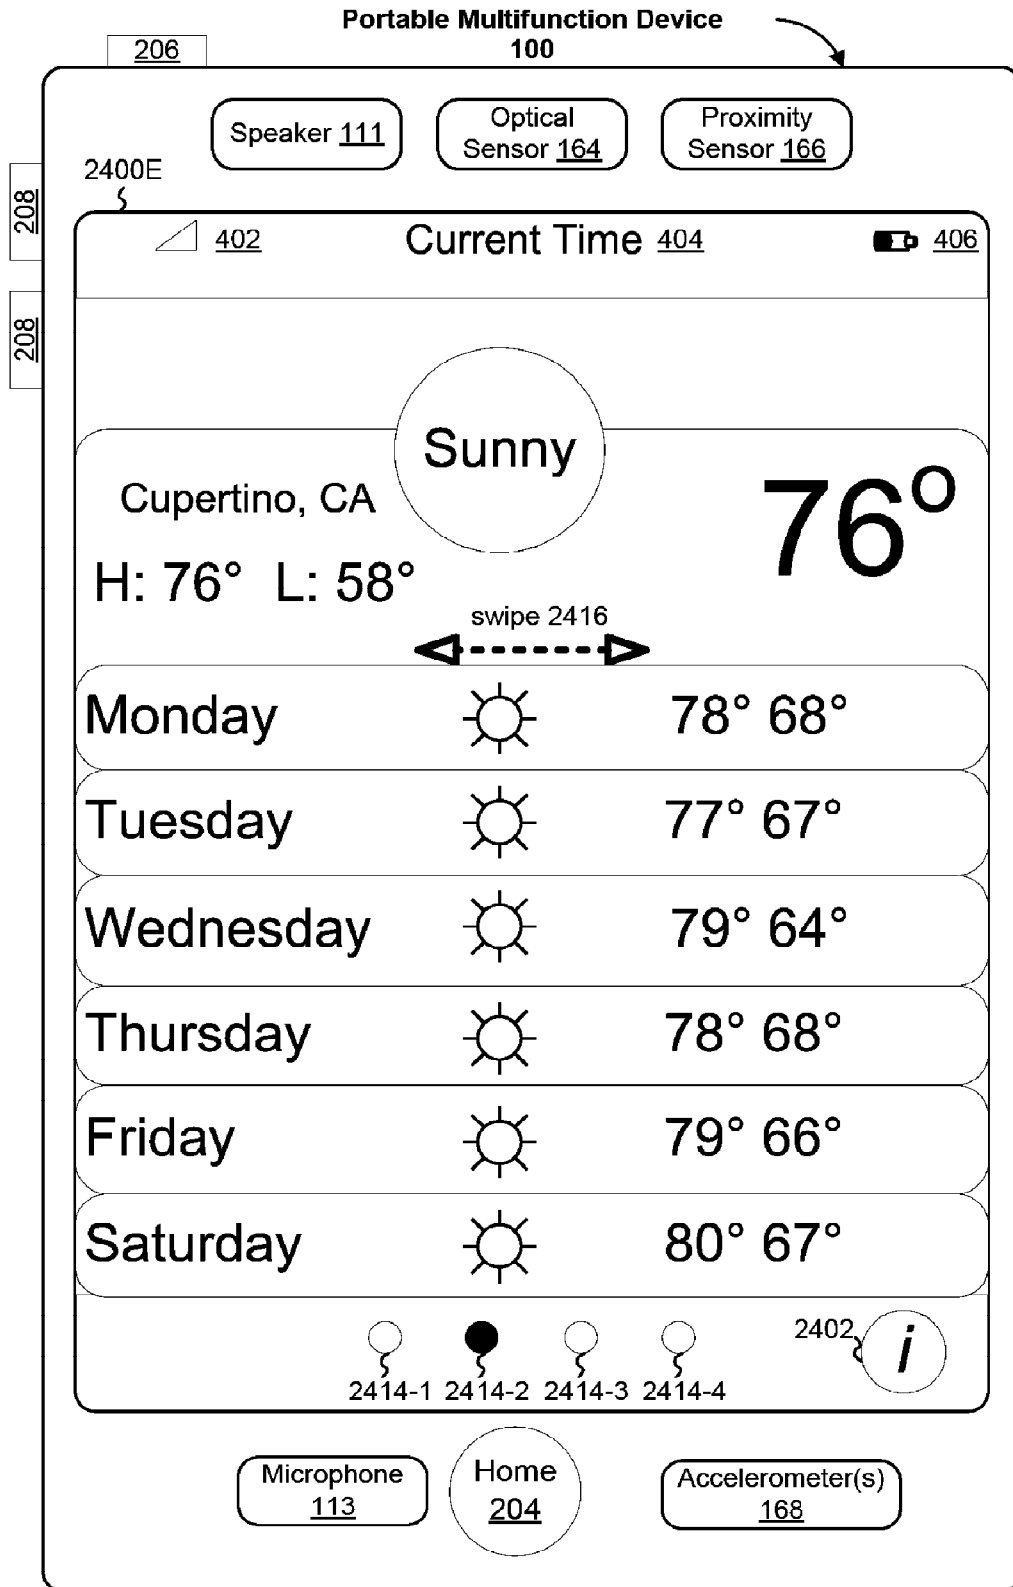 Portable Multifunction Device
100
206
Speaker 111
Optical
Sensor 164
Proximity
Sensor 166
2400E
208
208
402
Current Time 404
406
Sunny
Cupertino, CA
76°
H: 76° L: 58°
swipe 2416
Monday 78° 68°
Tuesday 77° 67°
Wednesday 79° 64°
Thursday 78° 68°
Friday 79° 66°
Saturday 80° 67°
2402
i
2414-1 2414-2 2414-3 2414-4
Microphone
113
Home
204
Accelerometer(s)
168